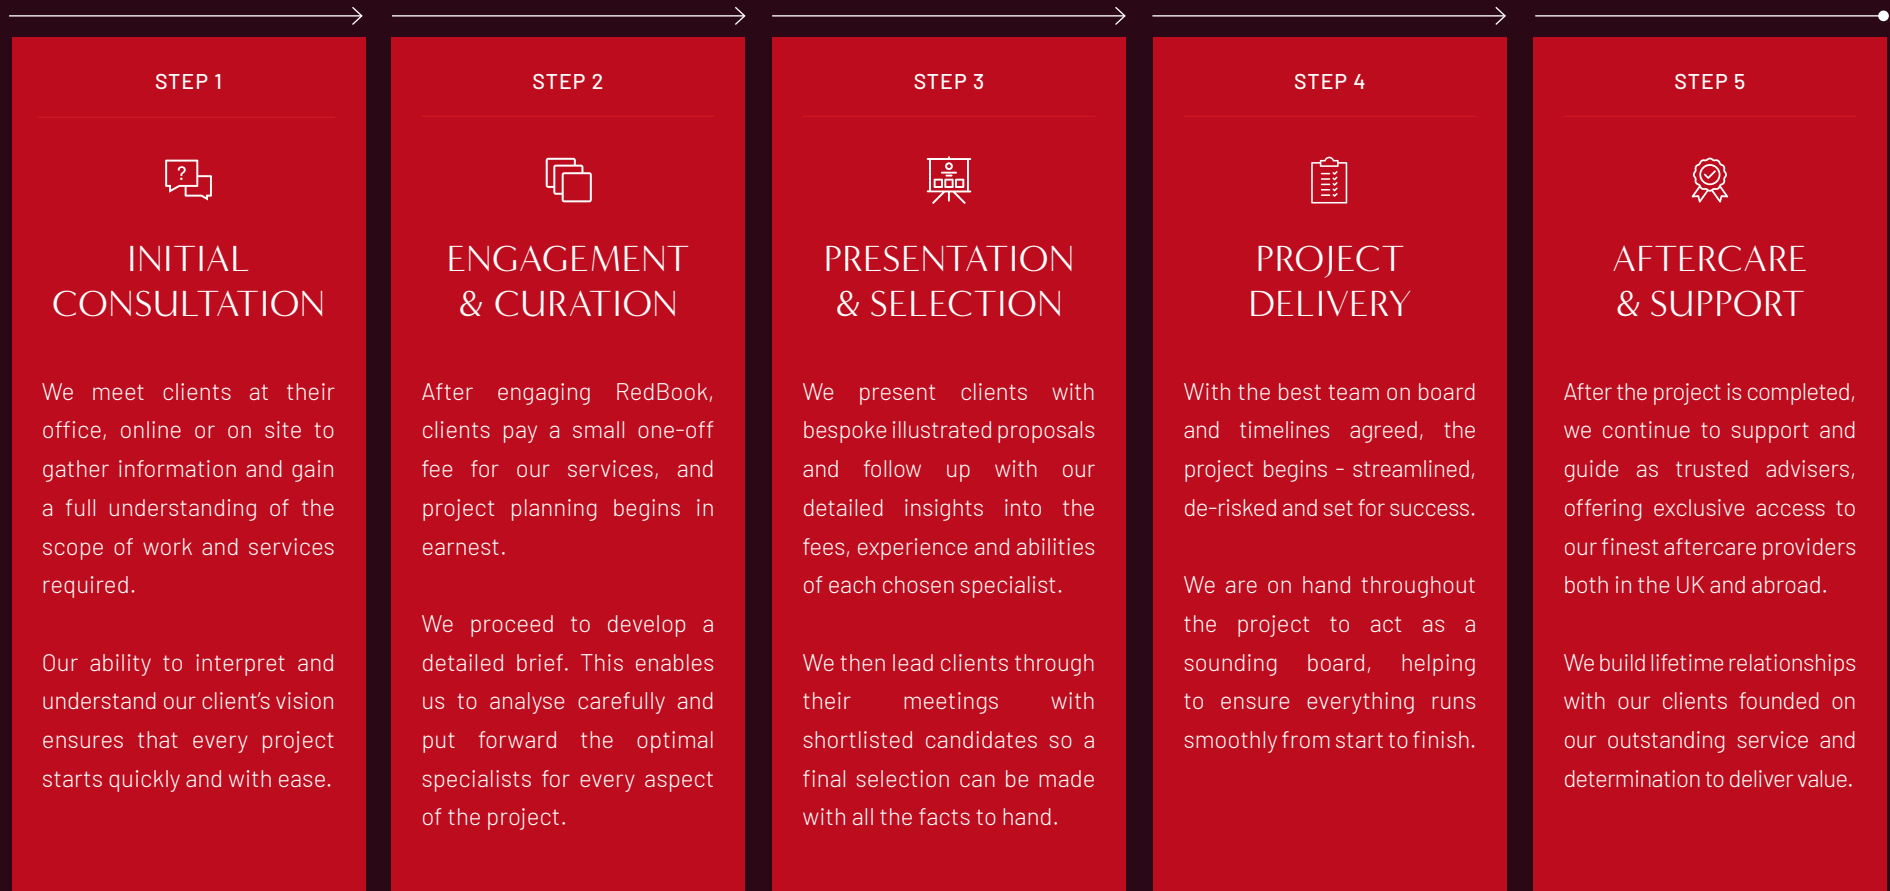 STEP 1
?
INITIAL
CONSULTATION
We meet clients at their
office, online or on site to
gather information and gain
a full understanding of the
scope of work and services
required.
Our ability to interpret and
understand our client’s vision
ensures that every project
starts quickly and with ease.
STEP 2
ENGAGEMENT
& CURATION
After engaging RedBook,
clients pay a small one-off
fee for our services, and
project planning begins in
earnest.
We proceed to develop a
detailed brief. This enables
us to analyse carefully and
put forward the optimal
specialists for every aspect
of the project.
STEP 3
PRESENTATION
& SELECTION
We present clients with
bespoke illustrated proposals
and follow up with our
detailed insights into the
fees, experience and abilities
of each chosen specialist.
We then lead clients through
their meetings with
shortlisted candidates so a
final selection can be made
with all the facts to hand.
STEP 4
PROJECT
DELIVERY
With the best team on board
and timelines agreed, the
project begins - streamlined,
de-risked and set for success.
We are on hand throughout
the project to act as a
sounding board, helping
to ensure everything runs
smoothly from start to finish.
STEP 5
AFTERCARE
& SUPPORT
After the project is completed,
we continue to support and
guide as trusted advisers,
offering exclusive access to
our finest aftercare providers
both in the UK and abroad.
We build lifetime relationships
with our clients founded on
our outstanding service and
determination to deliver value.